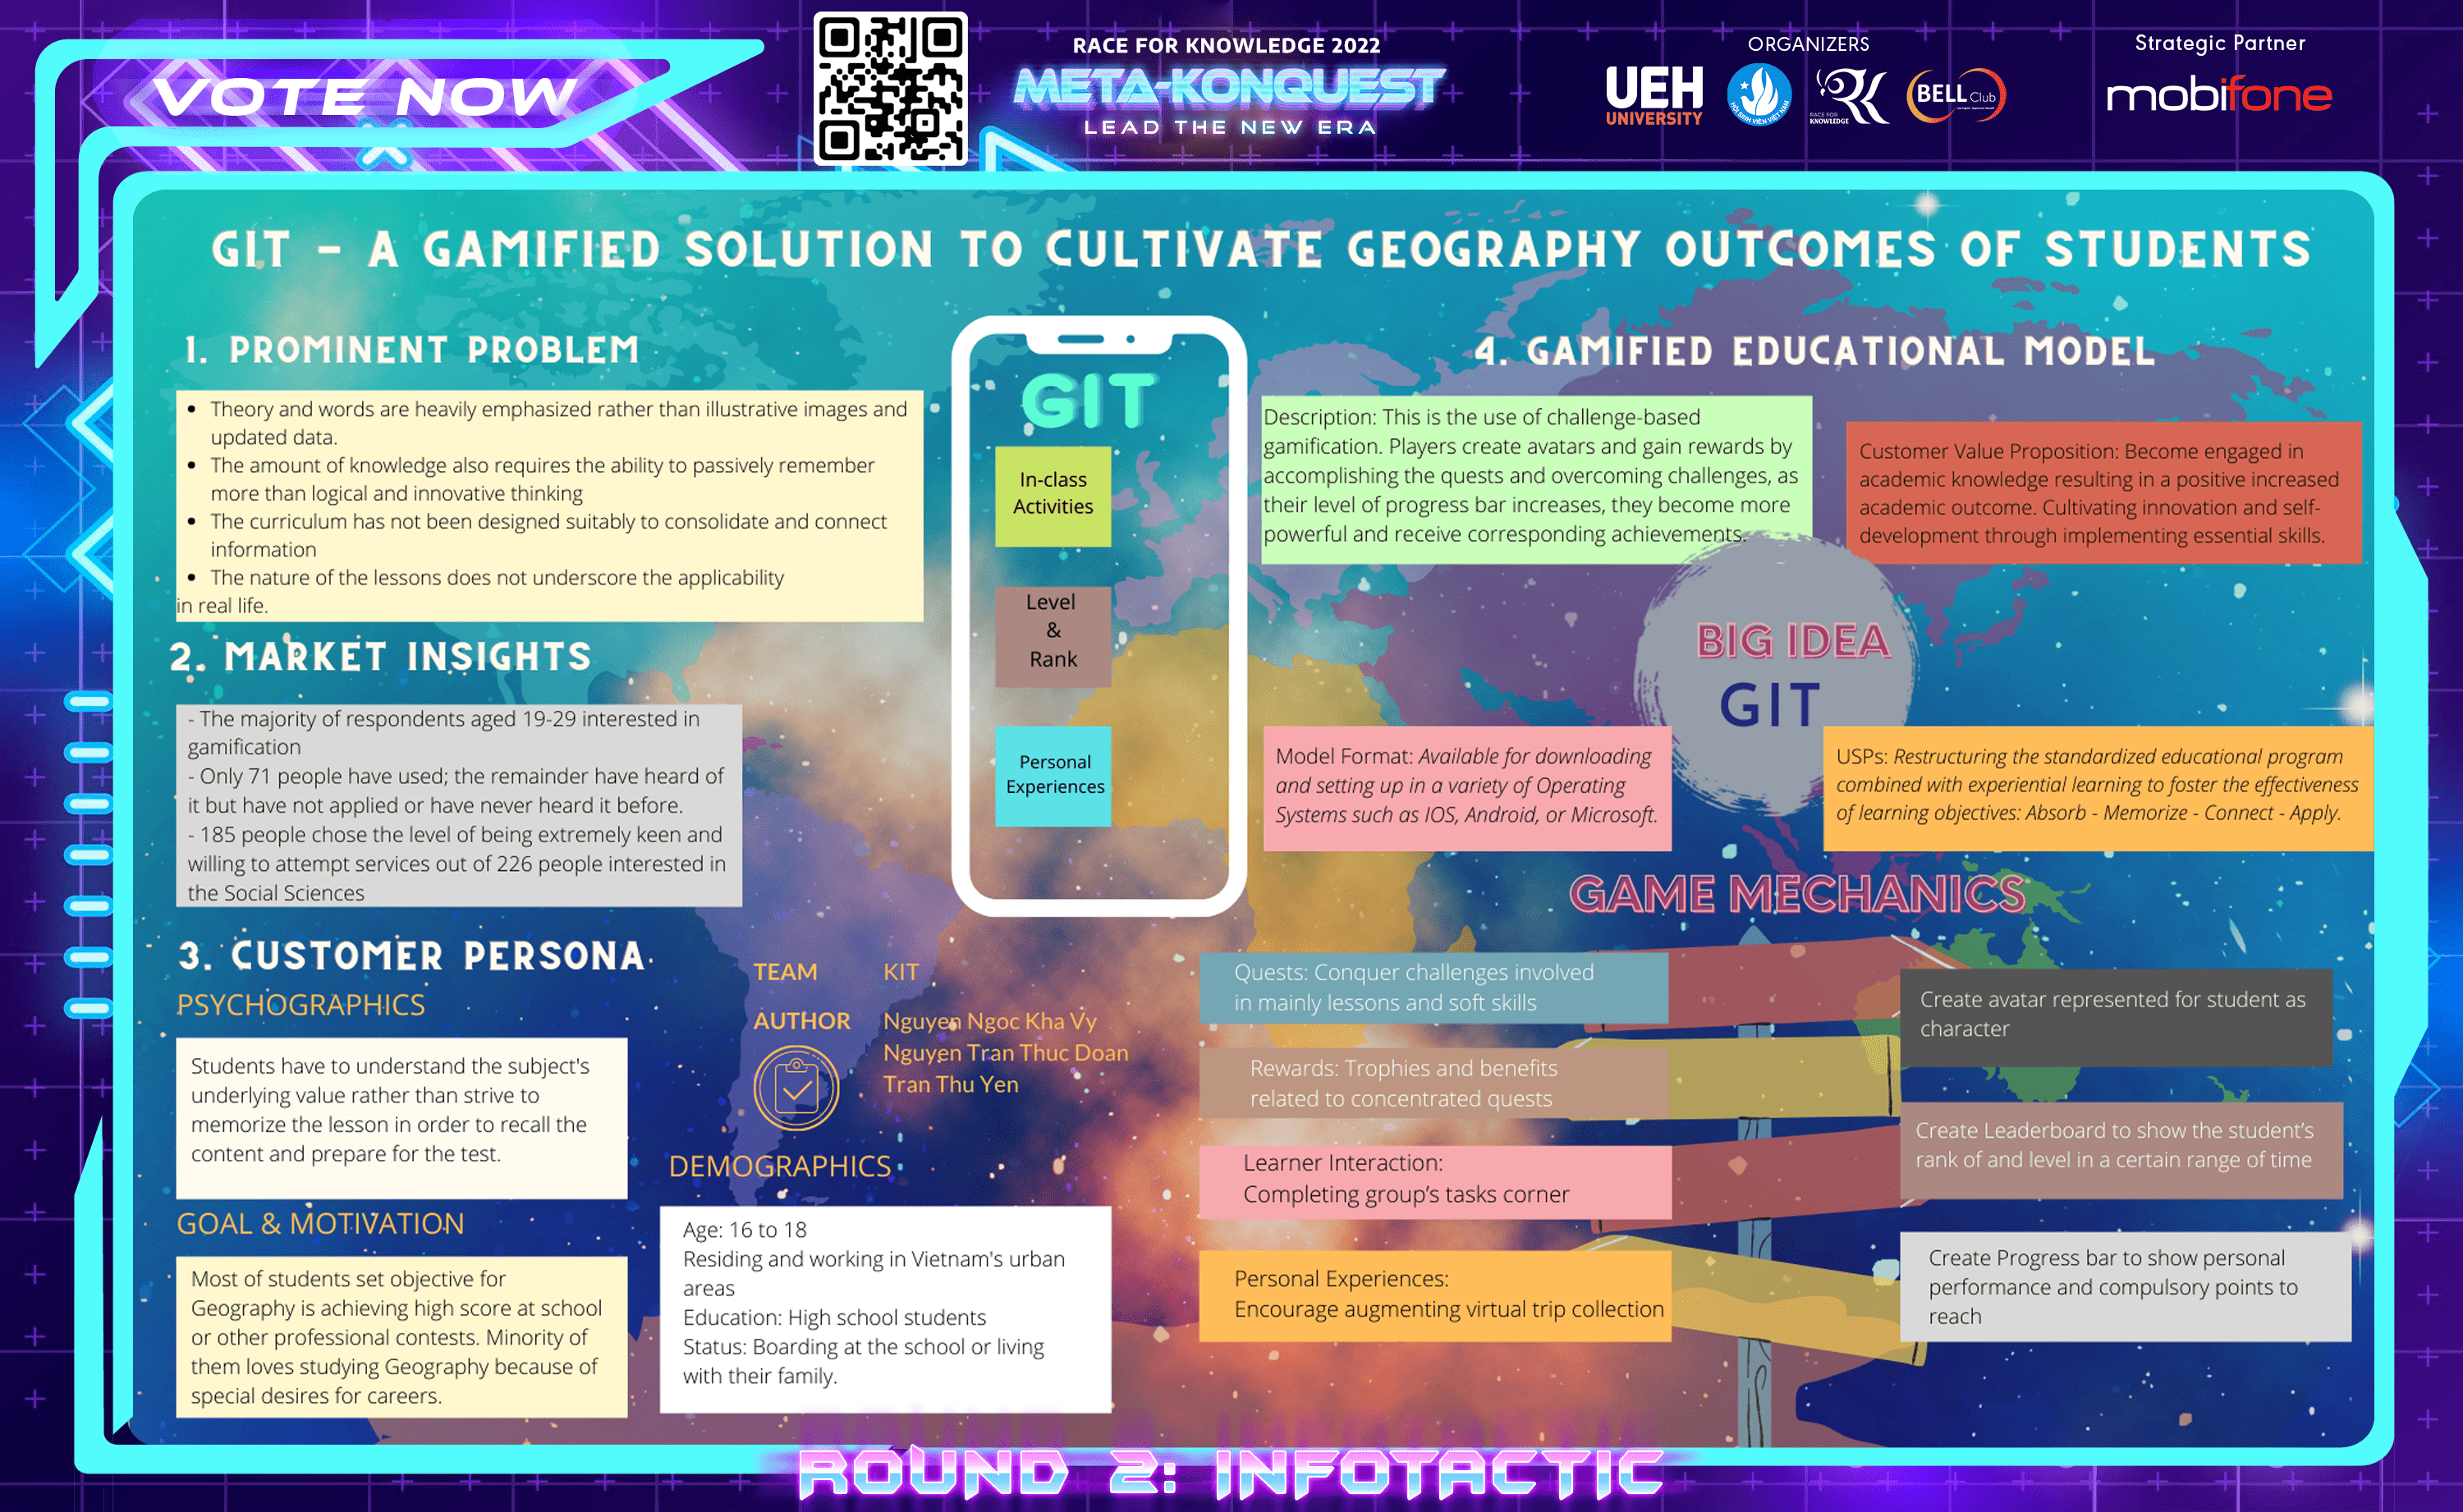 VOTE NOW
RACE FOR KNOWLEDGE 2022
META-KONQUEST
LEAD THE NEW ERA
ORGANIZERS
UEH
UNIVERSITY
HỘI SINH VIÊN VIỆT NAM
RK
RACE FOR
KNOWLEDGE
BELL Club
Strategic Partner
mobifone
GIT - A GAMIFIED SOLUTION TO CULTIVATE GEOGRAPHY OUTCOMES OF STUDENTS
1. PROMINENT PROBLEM
• Theory and words are heavily emphasized rather than illustrative images and
updated data.
• The amount of knowledge also requires the ability to passively remember
more than logical and innovative thinking
• The curriculum has not been designed suitably to consolidate and connect
information
• The nature of the lessons does not underscore the applicability
in real life.
2. MARKET INSIGHTS
- The majority of respondents aged 19-29 interested in
gamification
- Only 71 people have used; the remainder have heard of
it but have not applied or have never heard it before.
- 185 people chose the level of being extremely keen and
willing to attempt services out of 226 people interested in
the Social Sciences
3. CUSTOMER PERSONA
PSYCHOGRAPHICS
Students have to understand the subject's
underlying value rather than strive to
memorize the lesson in order to recall the
content and prepare for the test.
GOAL & MOTIVATION
Most of students set objective for
Geography is achieving high score at school
or other professional contests. Minority of
them loves studying Geography because of
special desires for careers.
TEAM KIT
AUTHOR Nguyen Ngoc Kha Vy
Nguyen Tran Thuc Doan
Tran Thu Yen
DEMOGRAPHICS
Age: 16 to 18
Residing and working in Vietnam's urban
areas
Education: High school students
Status: Boarding at the school or living
with their family.
GIT
In-class
Activities
Level
&
Rank
Personal
Experiences
4. GAMIFIED EDUCATIONAL MODEL
Description: This is the use of challenge-based
gamification. Players create avatars and gain rewards by
accomplishing the quests and overcoming challenges, as
their level of progress bar increases, they become more
powerful and receive corresponding achievements.
Customer Value Proposition: Become engaged in
academic knowledge resulting in a positive increased
academic outcome. Cultivating innovation and self-
development through implementing essential skills.
BIG IDEA
GIT
Model Format: Available for downloading
and setting up in a variety of Operating
Systems such as IOS, Android, or Microsoft.
USPs: Restructuring the standardized educational program
combined with experiential learning to foster the effectiveness
of learning objectives: Absorb - Memorize - Connect - Apply.
GAME MECHANICS
Quests: Conquer challenges involved
in mainly lessons and soft skills
Rewards: Trophies and benefits
related to concentrated quests
Learner Interaction:
Completing group's tasks corner
Personal Experiences:
Encourage augmenting virtual trip collection
Create avatar represented for student as
character
Create Leaderboard to show the student's
rank of and level in a certain range of time
Create Progress bar to show personal
performance and compulsory points to
reach
ROUND 2: INFOTACTIC